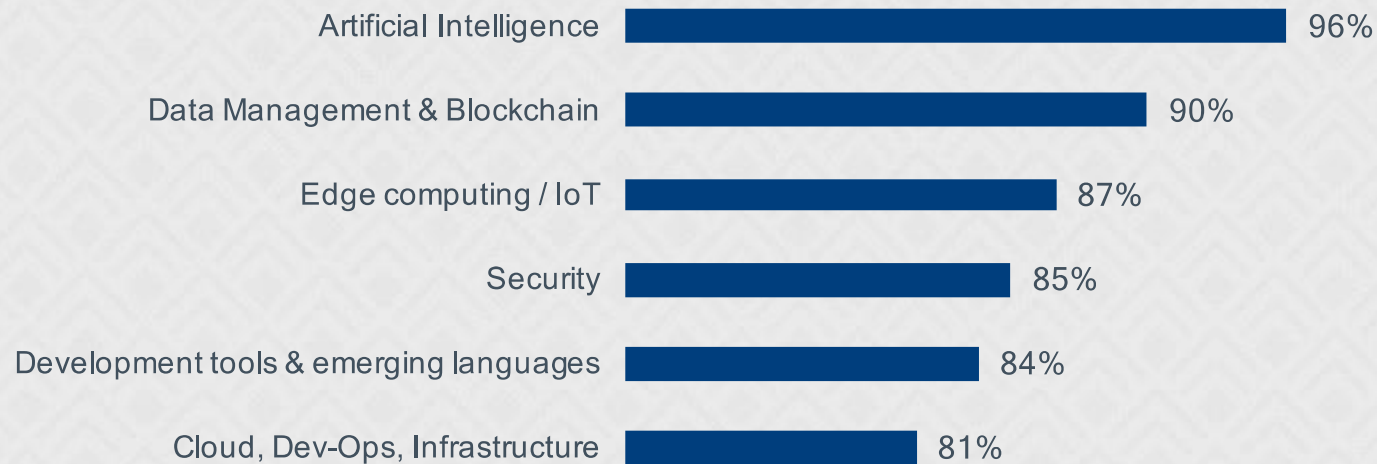 Artificial Intelligence 96%
Data Management & Blockchain 90%
Edge computing / IoT 87%
Security 85%
Development tools & emerging languages 84%
Cloud, Dev-Ops, Infrastructure 81%